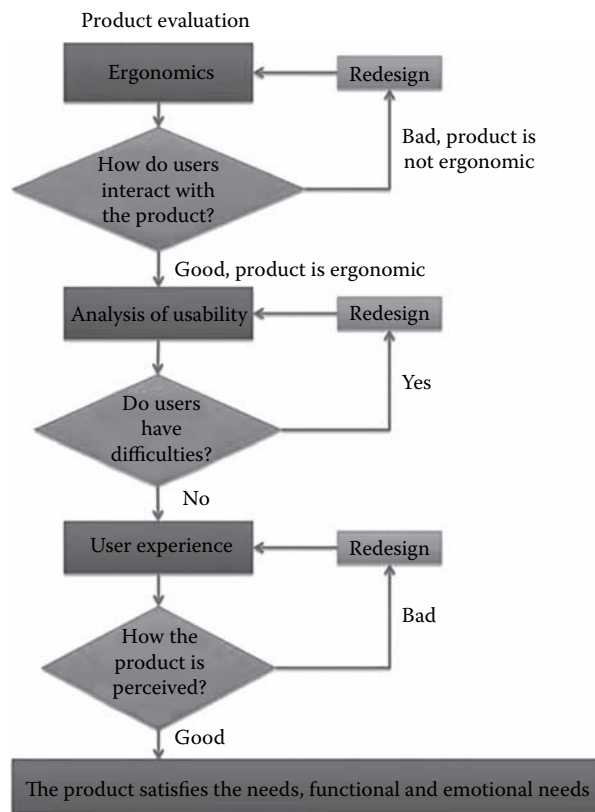 Product evaluation
Ergonomics
Redesign
How do users
interact with
the product?
Bad, product is
not ergonomic
Good, product is ergonomic
Analysis of usability
Redesign
Do users
have
difficulties?
Yes
No
User experience
Redesign
How the
product is
perceived?
Bad
Good
The product satisfies the needs, functional and emotional needs